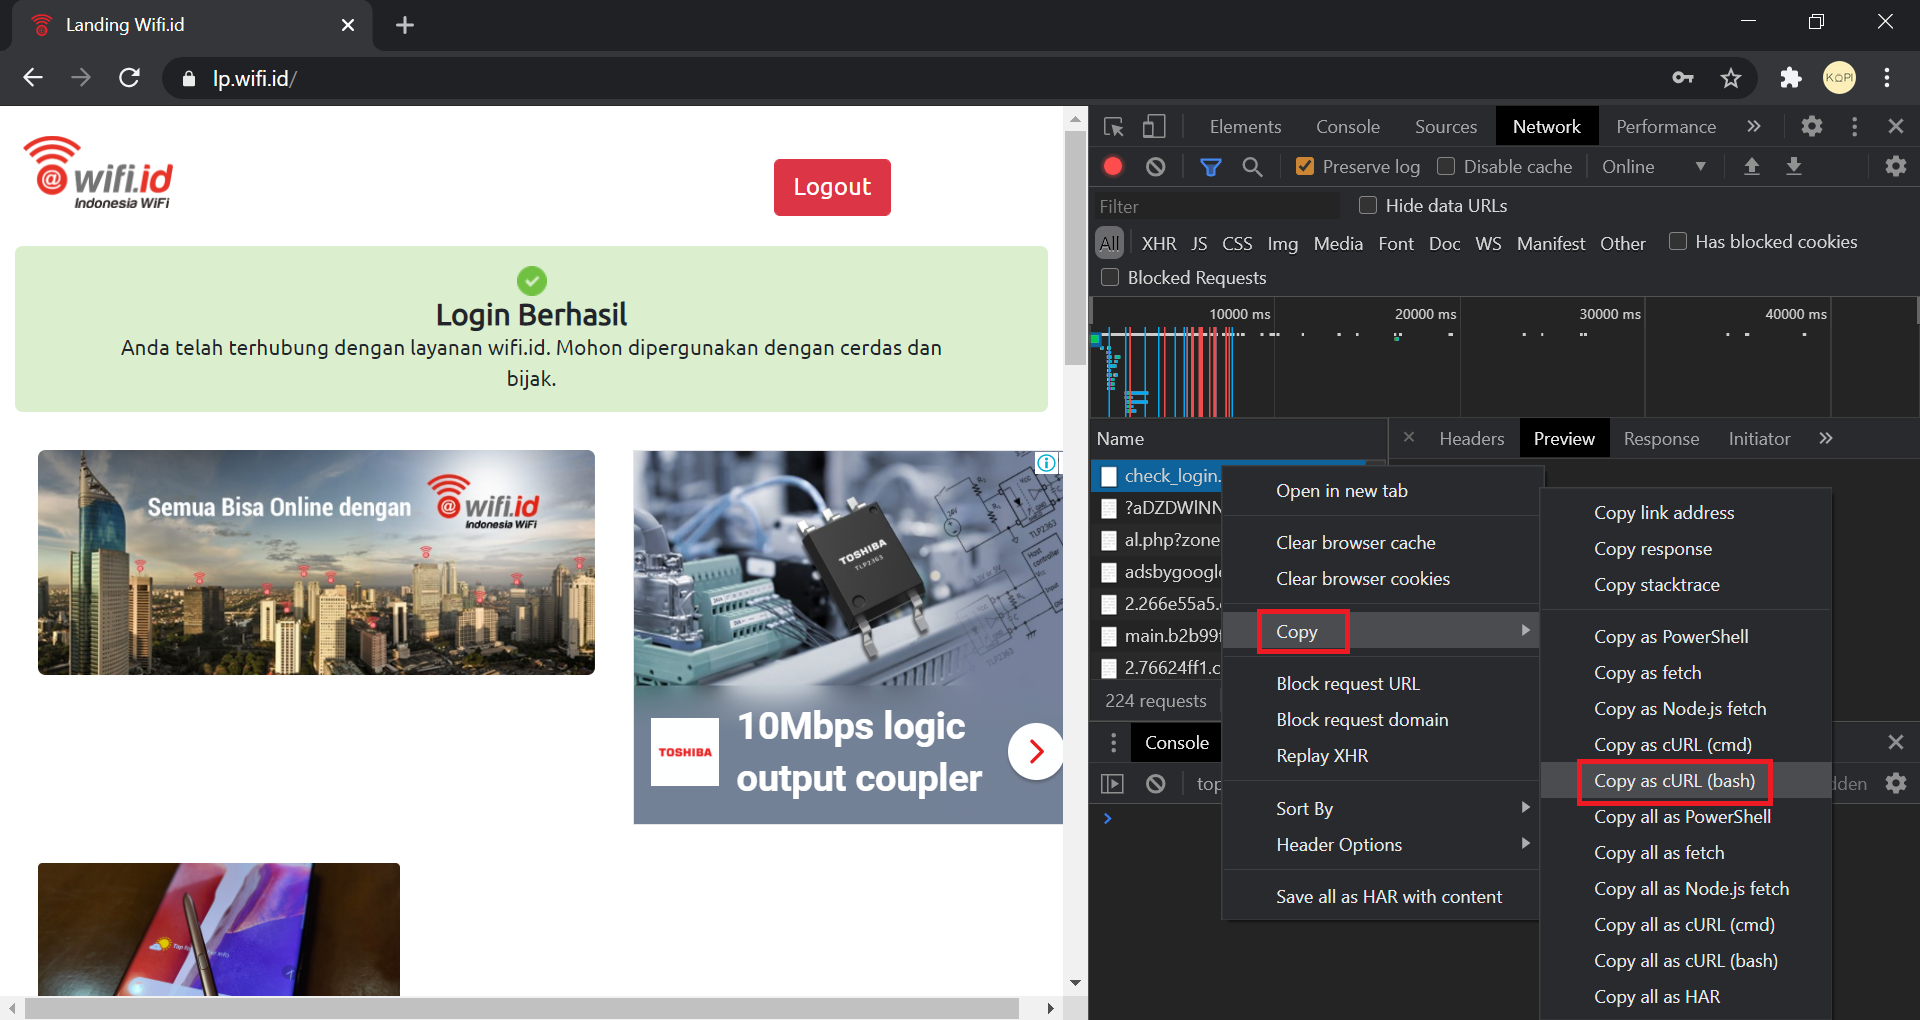 Landing Wifi.id
lp.wifi.id/
KOPI
@wifi.id
Indonesia WiFi
Logout
Login Berhasil
Anda telah terhubung dengan layanan wifi.id. Mohon dipergunakan dengan cerdas dan
bijak.
Semua Bisa Online dengan
@wifi.id
Indonesia WiFi
TOSHIBA
TLP2363
TOSHIBA
10Mbps logic
output coupler
Elements Console Sources Network Performance
Preserve log Disable cache Online
Filter Hide data URLs
All XHR JS CSS Img Media Font Doc WS Manifest Other Has blocked cookies
Blocked Requests
10000 ms 20000 ms 30000 ms 40000 ms
Name Headers Preview Response Initiator
check_login.
?aDZDWlNN
al.php?zone
adsbygoogle
2.266e55a5.
main.b2b99f
2.76624ff1.c
224 requests
Console
top
dden
Open in new tab
Clear browser cache
Clear browser cookies
Copy
Block request URL
Block request domain
Replay XHR
Sort By
Header Options
Save all as HAR with content
Copy link address
Copy response
Copy stacktrace
Copy as PowerShell
Copy as fetch
Copy as Node.js fetch
Copy as cURL (cmd)
Copy as cURL (bash)
Copy all as PowerShell
Copy all as fetch
Copy all as Node.js fetch
Copy all as cURL (cmd)
Copy all as cURL (bash)
Copy all as HAR